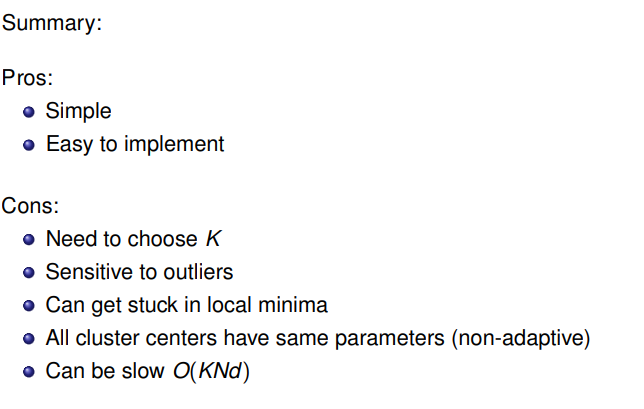 Summary:
Pros:
Simple
Easy to implement
Cons:
Need to choose K
Sensitive to outliers
Can get stuck in local minima
All cluster centers have same parameters (non-adaptive)
Can be slow O(KNd)